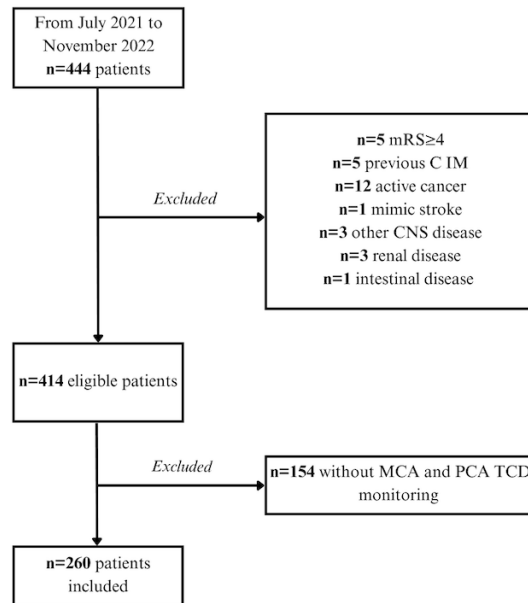 From July 2021 to
November 2022
n=444 patients
n=5 mRS≥4
n=5 previous C IM
n=12 active cancer
n=1 mimic stroke
n=3 other CNS disease
n=3 renal disease
n=1 intestinal disease
Excluded
n=414 eligible patients
Excluded
n=154 without MCA and PCA TCD
monitoring
n=260 patients
included